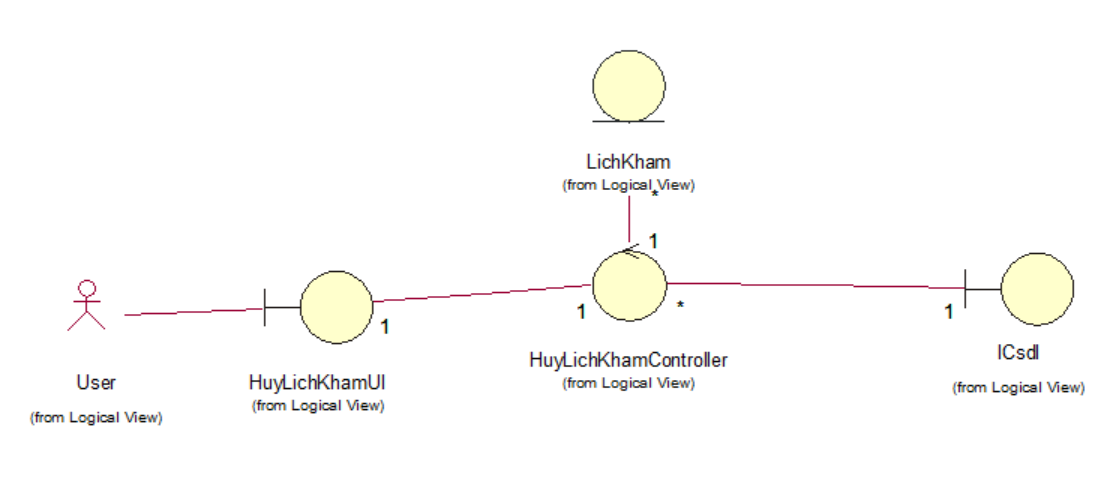 LichKham
(from Logical View)
*
1
1
1
*
1
User
(from Logical View)
HuyLichKhamUI
(from Logical View)
HuyLichKhamController
(from Logical View)
ICsdl
(from Logical View)